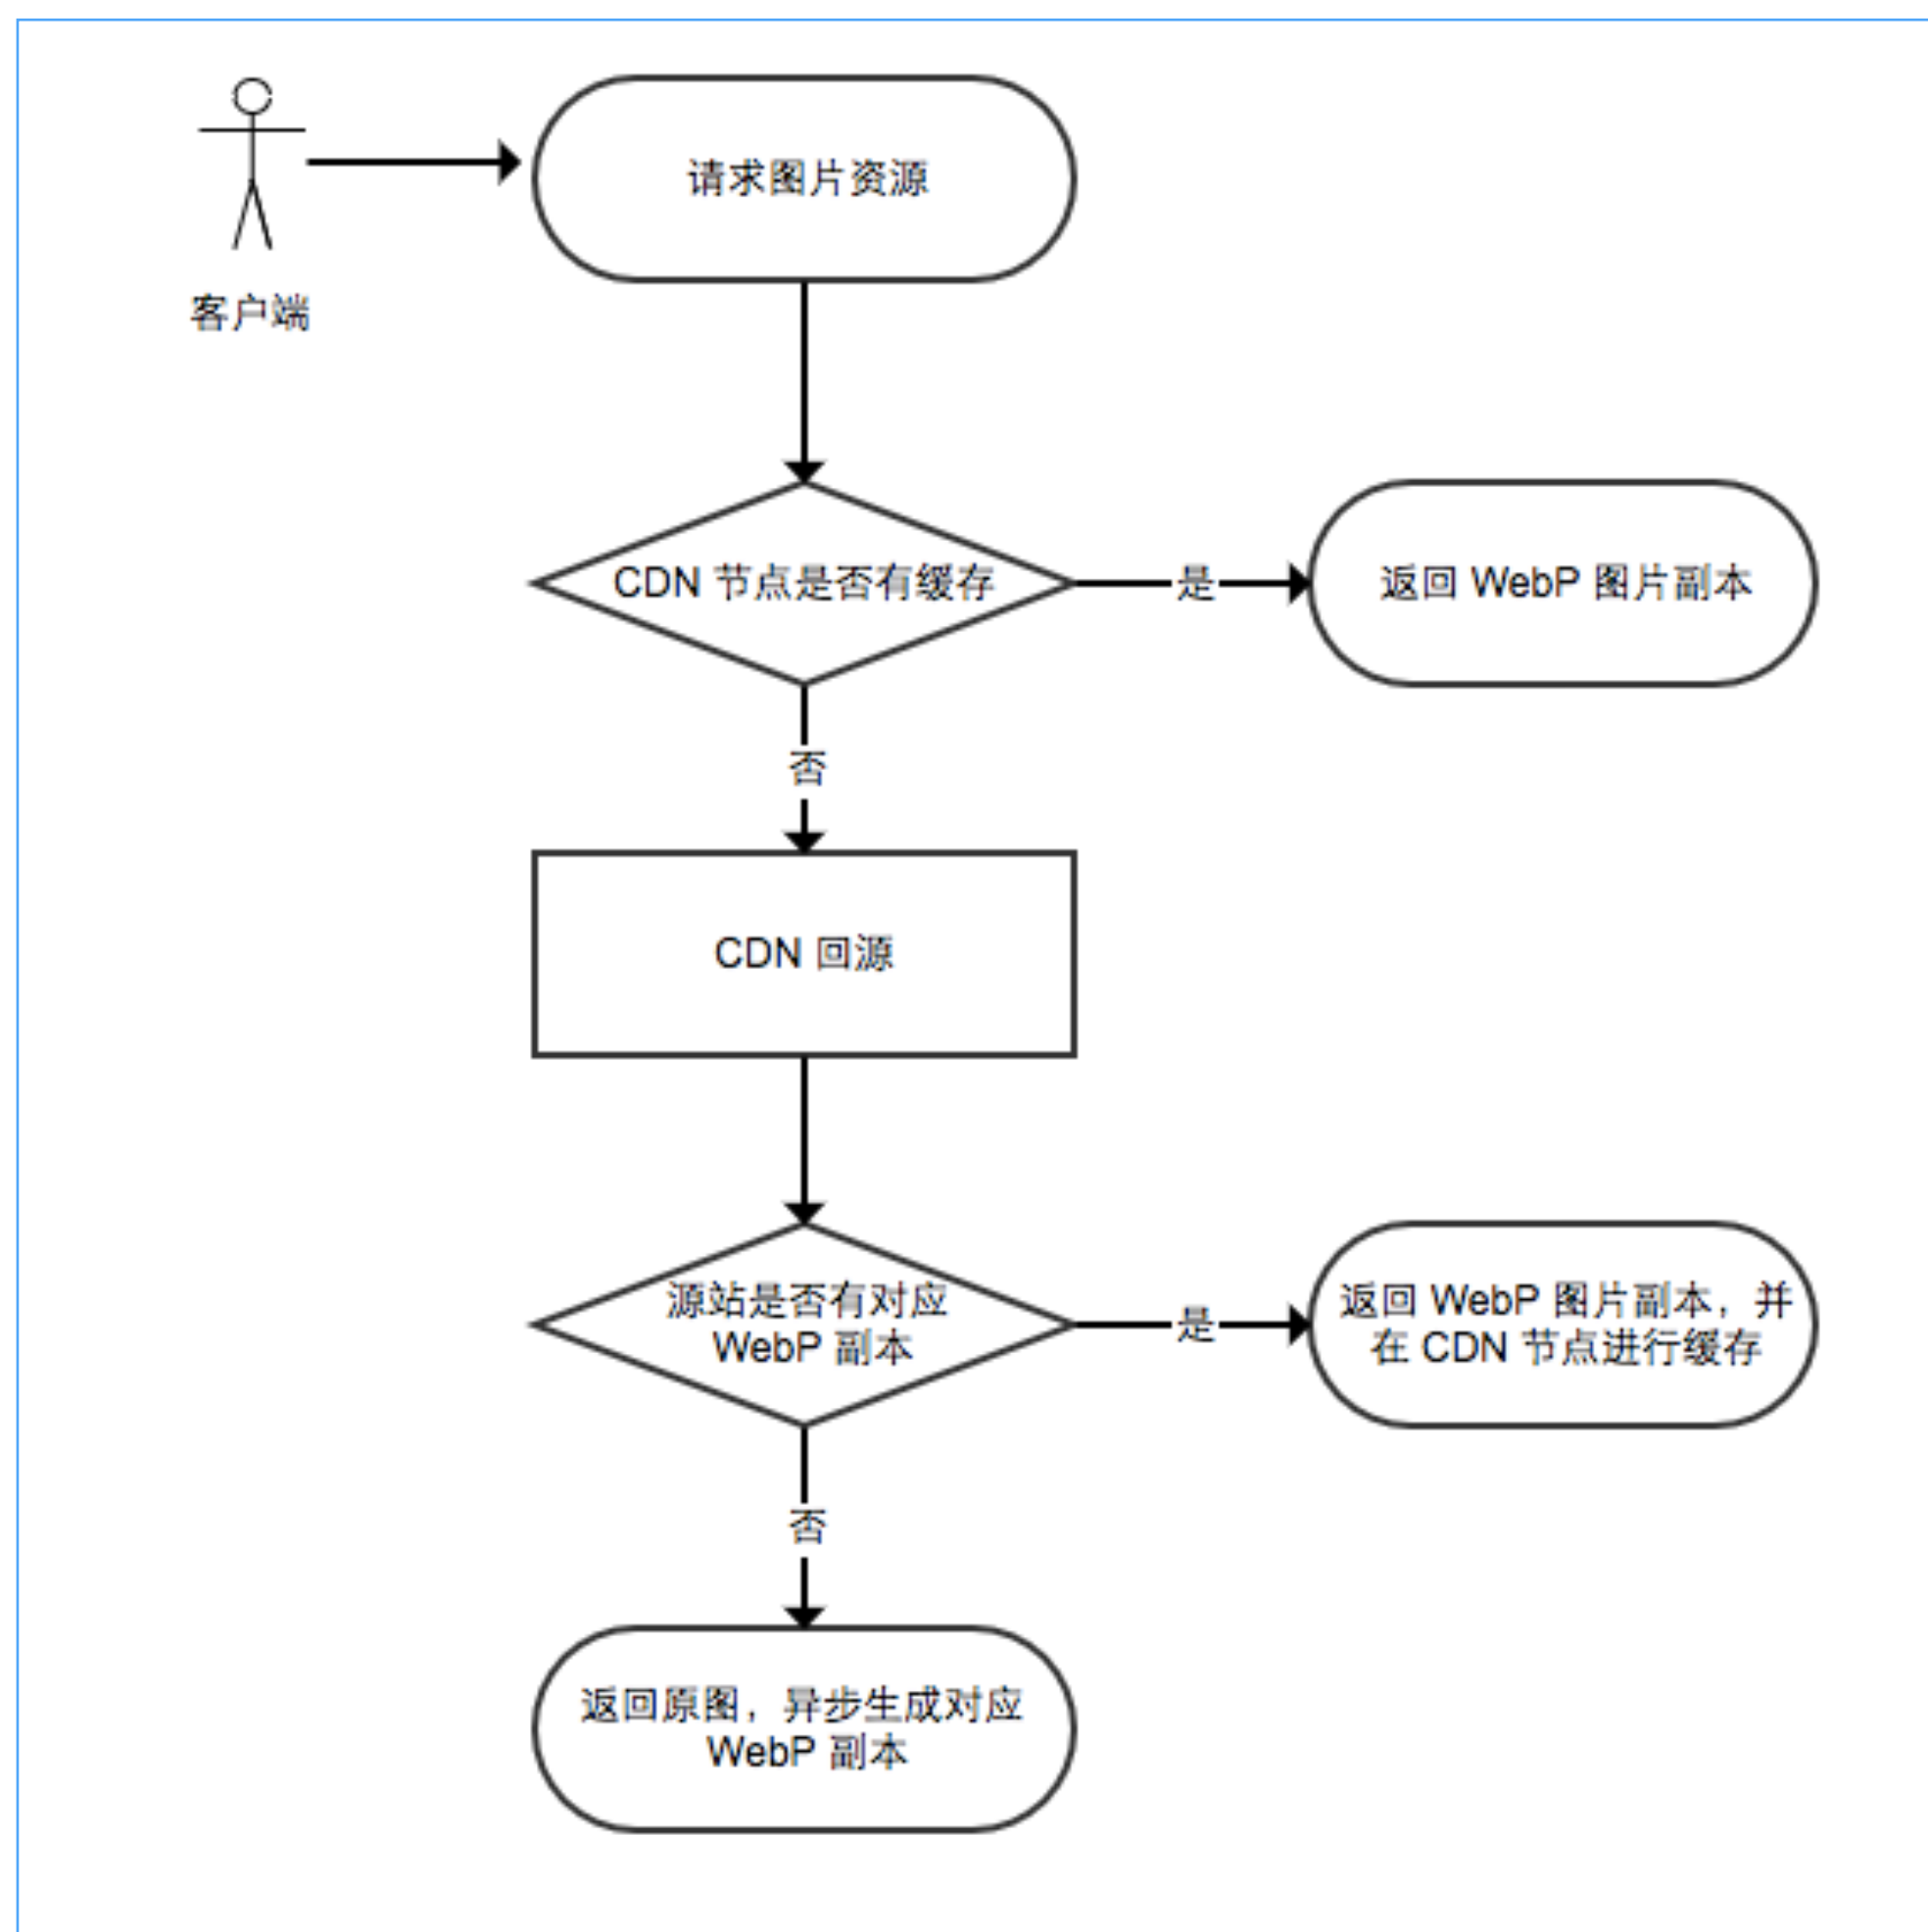 请求图片资源
客户端
CDN 节点是否有缓存
是
返回 WebP 图片副本
否
CDN 回源
源站是否有对应
WebP 副本
是
返回 WebP 图片副本，并
在 CDN 节点进行缓存
否
返回原图，异步生成对应
WebP 副本